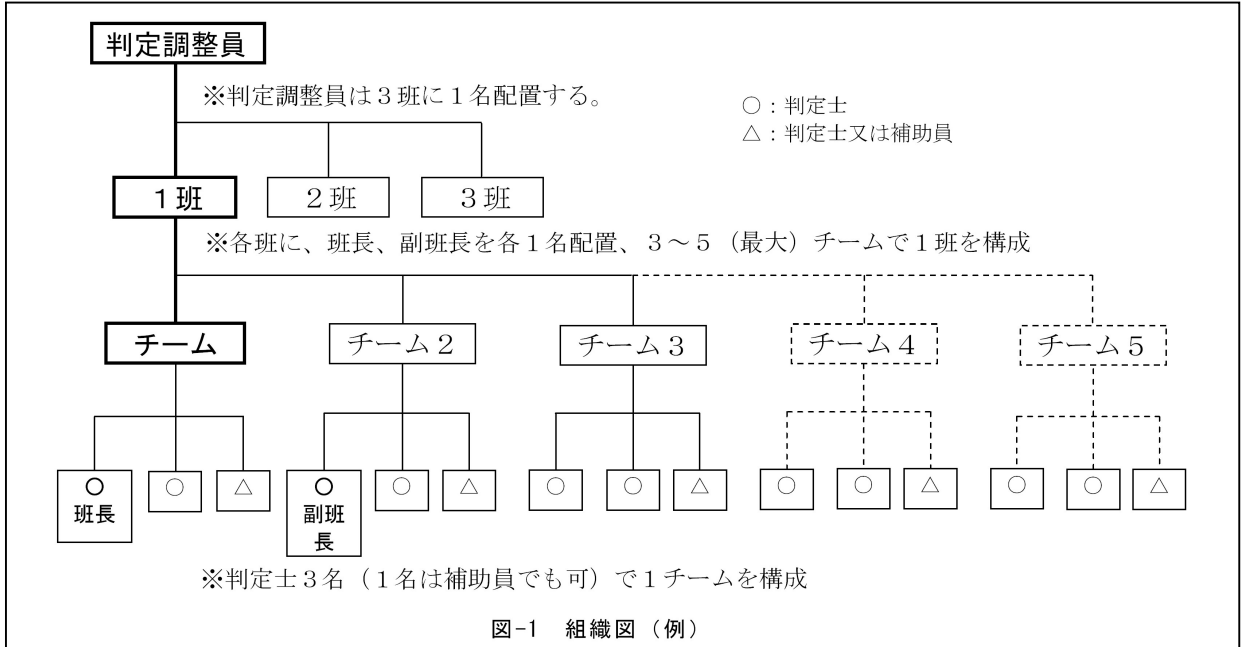 判定調整員
※判定調整員は３班に１名配置する。
○：判定士
△：判定士又は補助員
１班
２班
３班
※各班に、班長、副班長を各１名配置、３～５（最大）チームで１班を構成
チーム
チーム２
チーム３
チーム４
チーム５
○
班長
○
△
○
副班
長
○
△
○
○
△
○
○
△
○
○
△
※判定士３名（１名は補助員でも可）で１チームを構成
図-1　組織図（例）